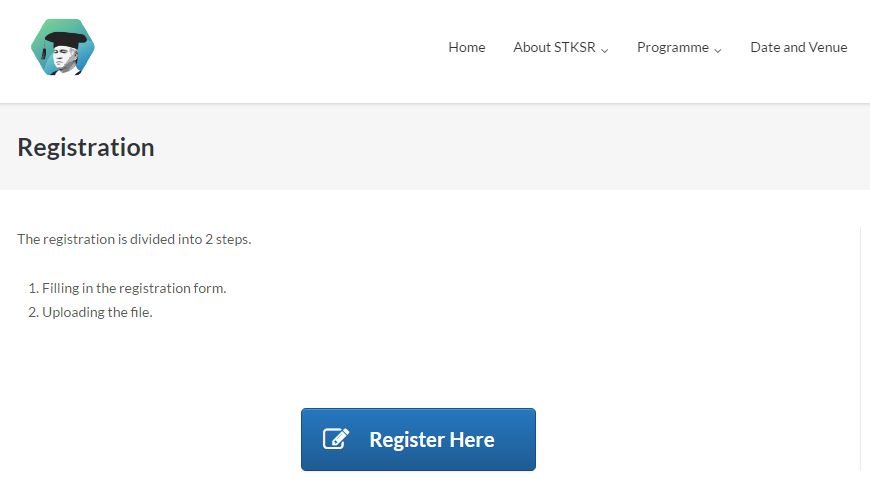 Home About STKSR Programme Date and Venue
Registration
The registration is divided into 2 steps.
1. Filling in the registration form.
2. Uploading the file.
Register Here